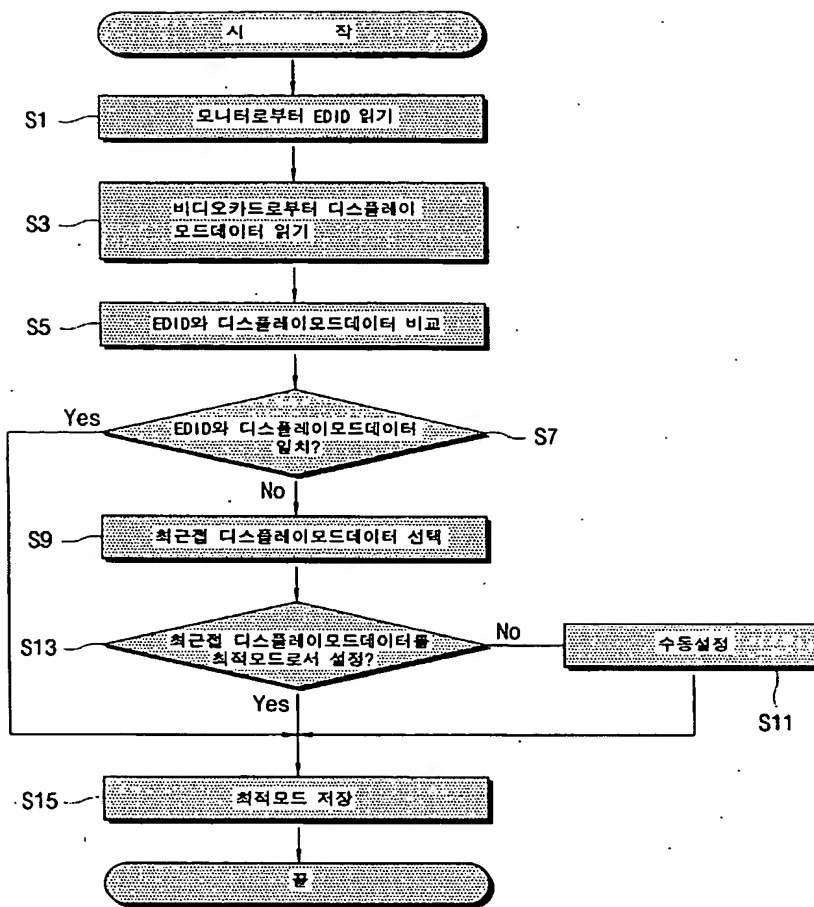 시 작
S1
모니터로부터 EDID 읽기
S3
비디오카드로부터 디스플레이
모드데이터 읽기
S5
EDID와 디스플레이모드데이터 비교
Yes
EDID와 디스플레이모드데이터
일치?
S7
No
S9
최근접 디스플레이모드데이터 선택
S13
최근접 디스플레이모드데이터를
최적모드로서 설정?
No
수동설정
S11
Yes
S15
최적모드 저장
끝